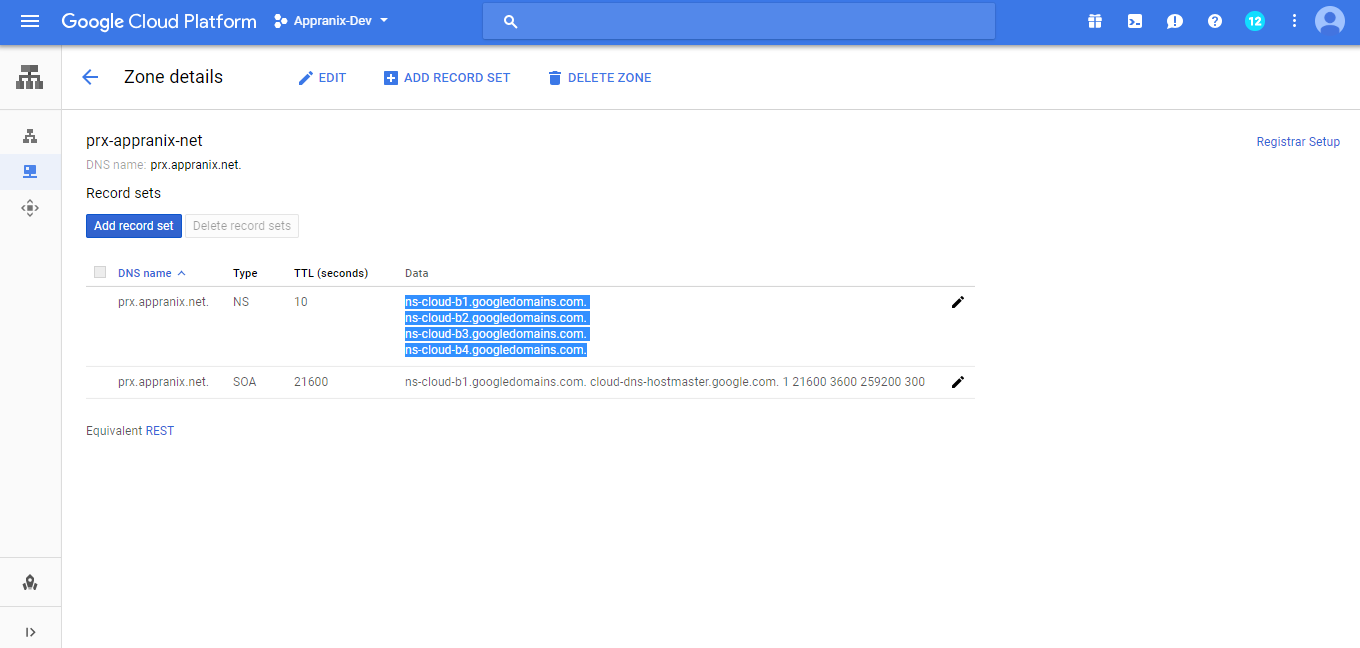 Google Cloud Platform Appranix-Dev 12
Zone details EDIT ADD RECORD SET DELETE ZONE
prx-appranix-net Registrar Setup
DNS name: prx.appranix.net.
Record sets
Add record set Delete record sets
DNS name Type TTL (seconds) Data
prx.appranix.net. NS 10 ns-cloud-b1.googledomains.com.
ns-cloud-b2.googledomains.com.
ns-cloud-b3.googledomains.com.
ns-cloud-b4.googledomains.com.
prx.appranix.net. SOA 21600 ns-cloud-b1.googledomains.com. cloud-dns-hostmaster.google.com. 1 21600 3600 259200 300
Equivalent REST